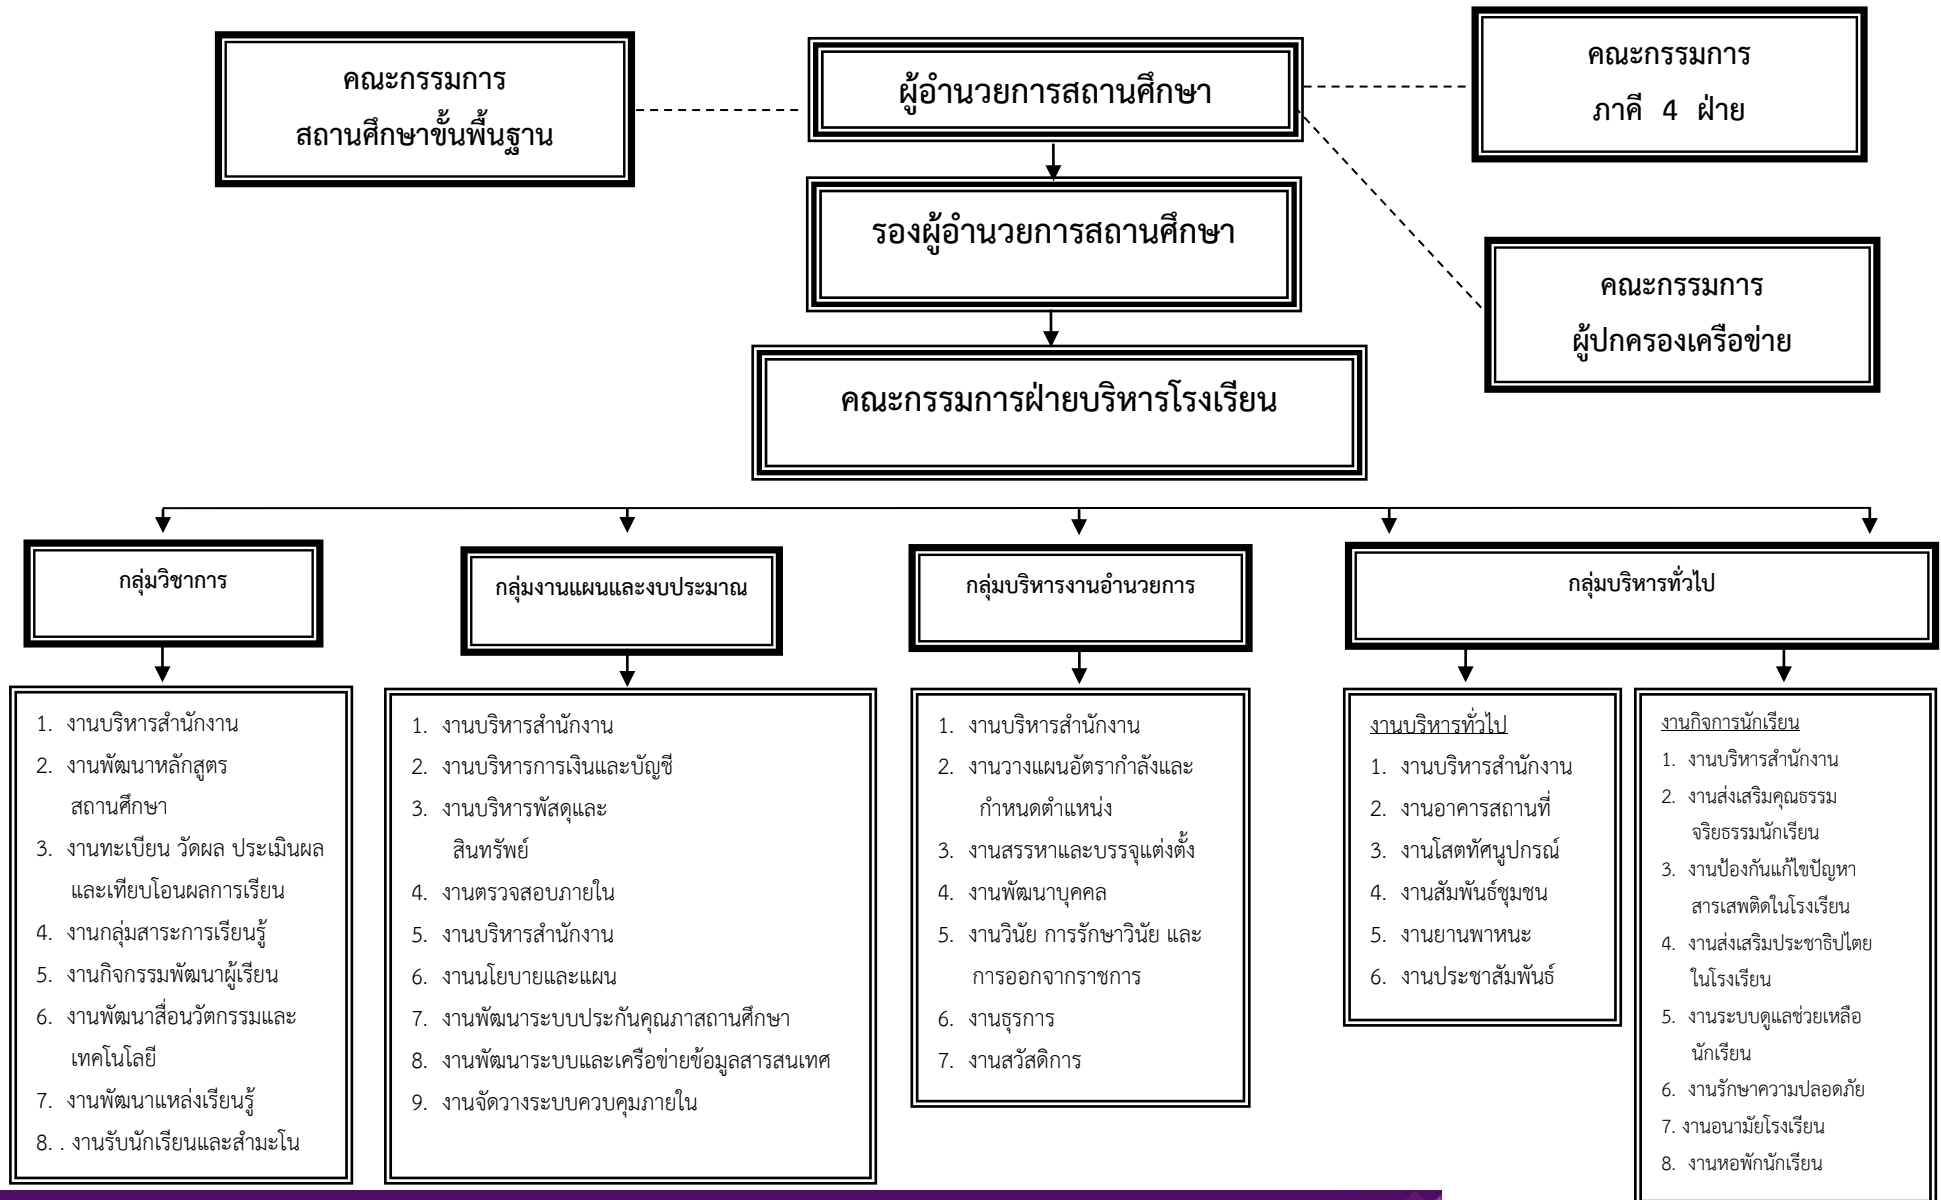 คณะกรรมการ
สถานศึกษาขั้นพื้นฐาน
ผู้อำนวยการสถานศึกษา
คณะกรรมการ
ภาคี 4 ฝ่าย
รองผู้อำนวยการสถานศึกษา
คณะกรรมการ
ผู้ปกครองเครือข่าย
คณะกรรมการฝ่ายบริหารโรงเรียน
กลุ่มวิชาการ
กลุ่มงานแผนและงบประมาณ
กลุ่มบริหารงานอำนวยการ
กลุ่มบริหารทั่วไป
1. งานบริหารสำนักงาน
2. งานพัฒนาหลักสูตร
สถานศึกษา
3. งานทะเบียน วัดผล ประเมินผล
และเทียบโอนผลการเรียน
4. งานกลุ่มสาระการเรียนรู้
5. งานกิจกรรมพัฒนาผู้เรียน
6. งานพัฒนาสื่อนวัตกรรมและ
เทคโนโลยี
7. งานพัฒนาแหล่งเรียนรู้
8. . งานรับนักเรียนและสำมะโน
1. งานบริหารสำนักงาน
2. งานบริหารการเงินและบัญชี
3. งานบริหารพัสดุและ
สินทรัพย์
4. งานตรวจสอบภายใน
5. งานบริหารสำนักงาน
6. งานนโยบายและแผน
7. งานพัฒนาระบบประกันคุณภาสถานศึกษา
8. งานพัฒนาระบบและเครือข่ายข้อมูลสารสนเทศ
9. งานจัดวางระบบควบคุมภายใน
1. งานบริหารสำนักงาน
2. งานวางแผนอัตรากำลังและ
กำหนดตำแหน่ง
3. งานสรรหาและบรรจุแต่งตั้ง
4. งานพัฒนาบุคคล
5. งานวินัย การรักษาวินัย และ
การออกจากราชการ
6. งานธุรการ
7. งานสวัสดิการ
งานบริหารทั่วไป
1. งานบริหารสำนักงาน
2. งานอาคารสถานที่
3. งานโสตทัศนูปกรณ์
4. งานสัมพันธ์ชุมชน
5. งานยานพาหนะ
6. งานประชาสัมพันธ์
งานกิจการนักเรียน
1. งานบริหารสำนักงาน
2. งานส่งเสริมคุณธรรม
จริยธรรมนักเรียน
3. งานป้องกันแก้ไขปัญหา
สารเสพติดในโรงเรียน
4. งานส่งเสริมประชาธิปไตย
ในโรงเรียน
5. งานระบบดูแลช่วยเหลือ
นักเรียน
6. งานรักษาความปลอดภัย
7. งานอนามัยโรงเรียน
8. งานหอพักนักเรียน